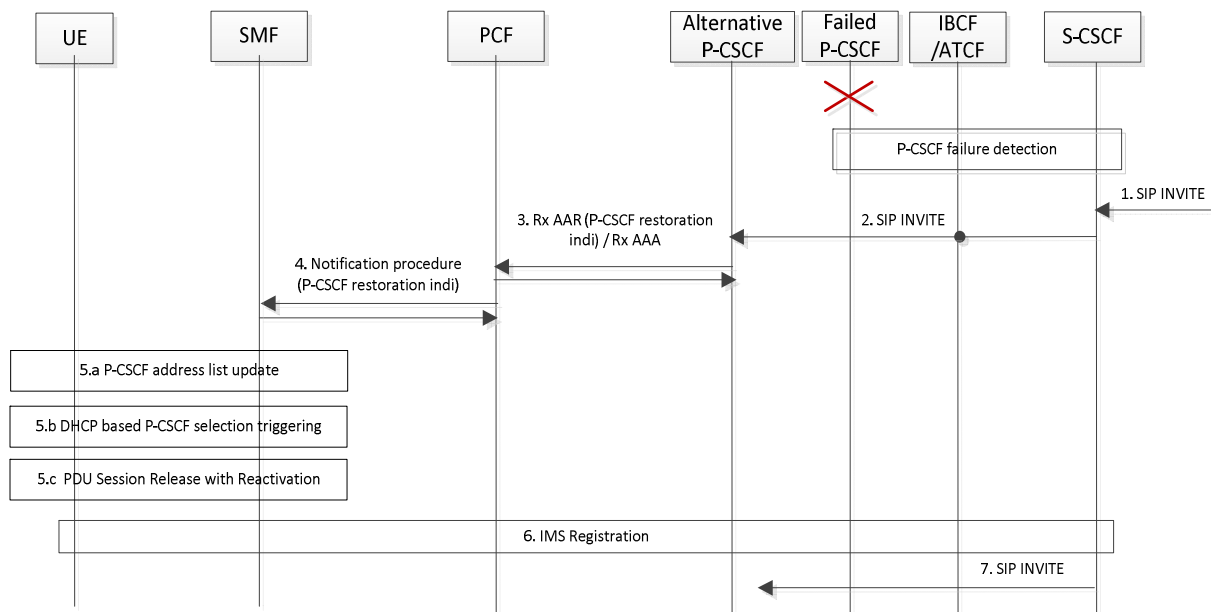 UE
SMF
PCF
Alternative
P-CSCF
Failed
P-CSCF
IBCF
/ATCF
S-CSCF
P-CSCF failure detection
1. SIP INVITE
2. SIP INVITE
3. Rx AAR (P-CSCF restoration
indi) / Rx AAA
4. Notification procedure
(P-CSCF restoration indi)
5.a P-CSCF address list update
5.b DHCP based P-CSCF selection triggering
5.c PDU Session Release with Reactivation
6. IMS Registration
7. SIP INVITE